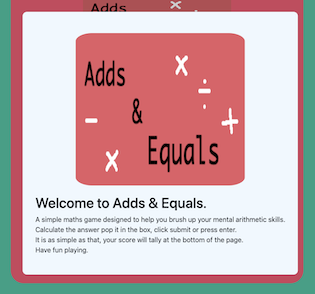 Adds
Adds
&
Equals
Welcome to Adds & Equals.
A simple maths game designed to help you brush up your mental arithmetic skills.
Calculate the answer pop it in the box, click submit or press enter.
It is as simple as that, your score will tally at the bottom of the page.
Have fun playing.